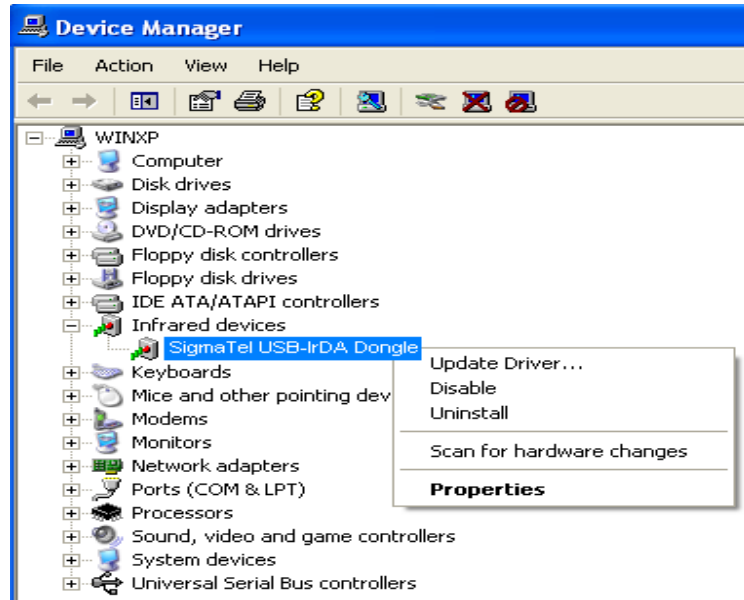 Device Manager
File Action View Help
WINXP
Computer
Disk drives
Display adapters
DVD/CD-ROM drives
Floppy disk controllers
Floppy disk drives
IDE ATA/ATAPI controllers
Infrared devices
SigmaTel USB-IrDA Dongle
Update Driver...
Disable
Uninstall
Scan for hardware changes
Properties
Keyboards
Mice and other pointing dev
Modems
Monitors
Network adapters
Ports (COM & LPT)
Processors
Sound, video and game controllers
System devices
Universal Serial Bus controllers